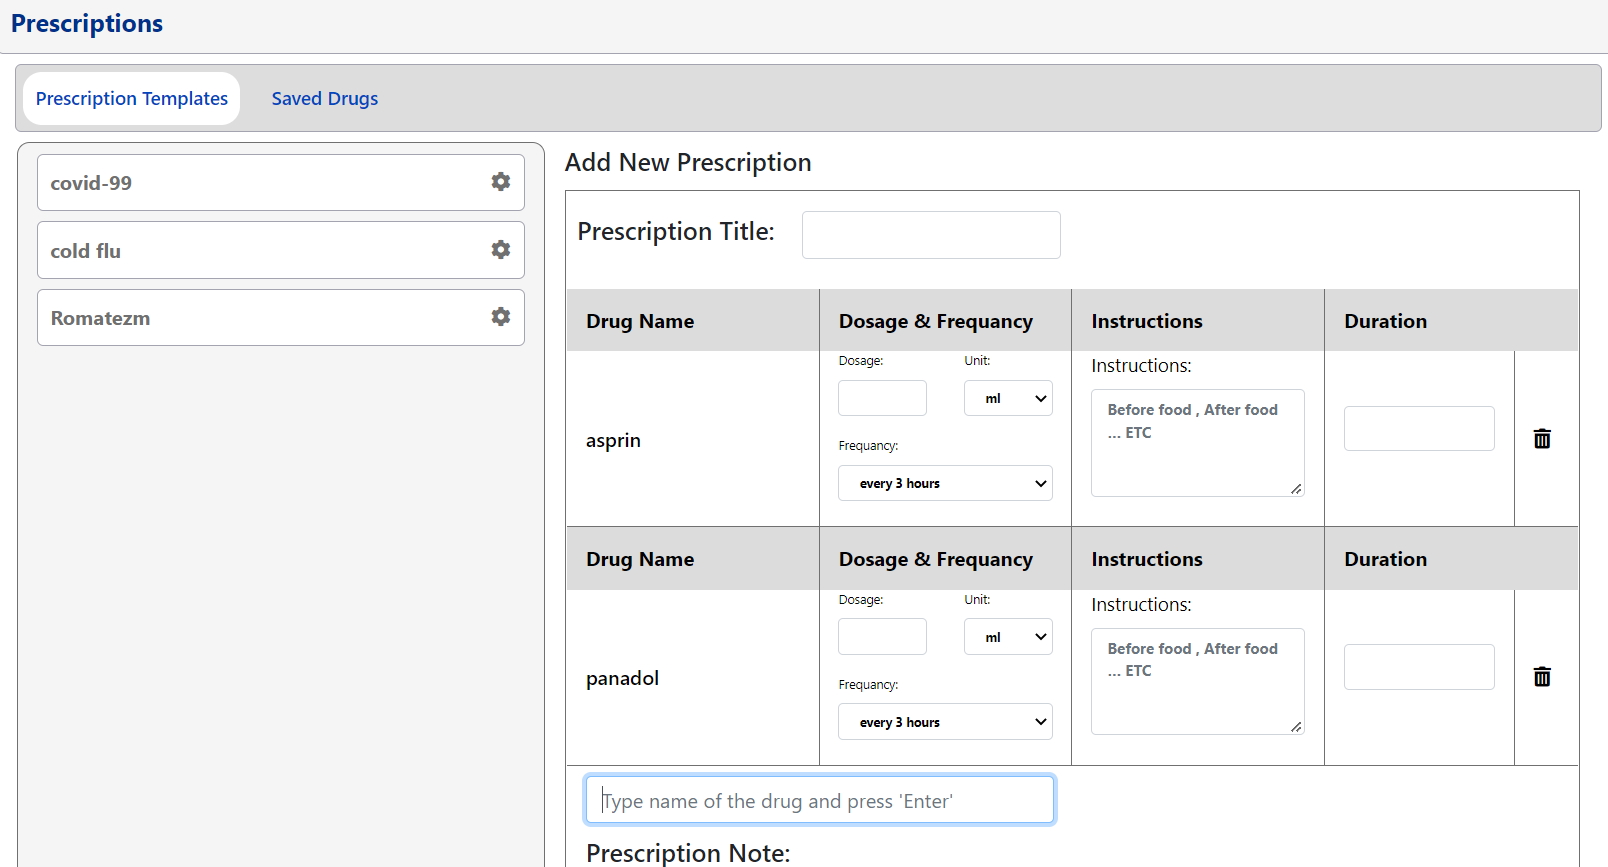 Prescriptions
Prescription Templates
Saved Drugs
covid-99
cold flu
Romatezm
Add New Prescription
Prescription Title:
Drug Name
Dosage & Frequancy
Instructions
Duration
Dosage:
Unit:
Instructions:
ml
Before food , After food
... ETC
asprin
Frequancy:
every 3 hours
Drug Name
Dosage & Frequancy
Instructions
Duration
Dosage:
Unit:
Instructions:
ml
Before food , After food
... ETC
panadol
Frequancy:
every 3 hours
Type name of the drug and press 'Enter'
Prescription Note: